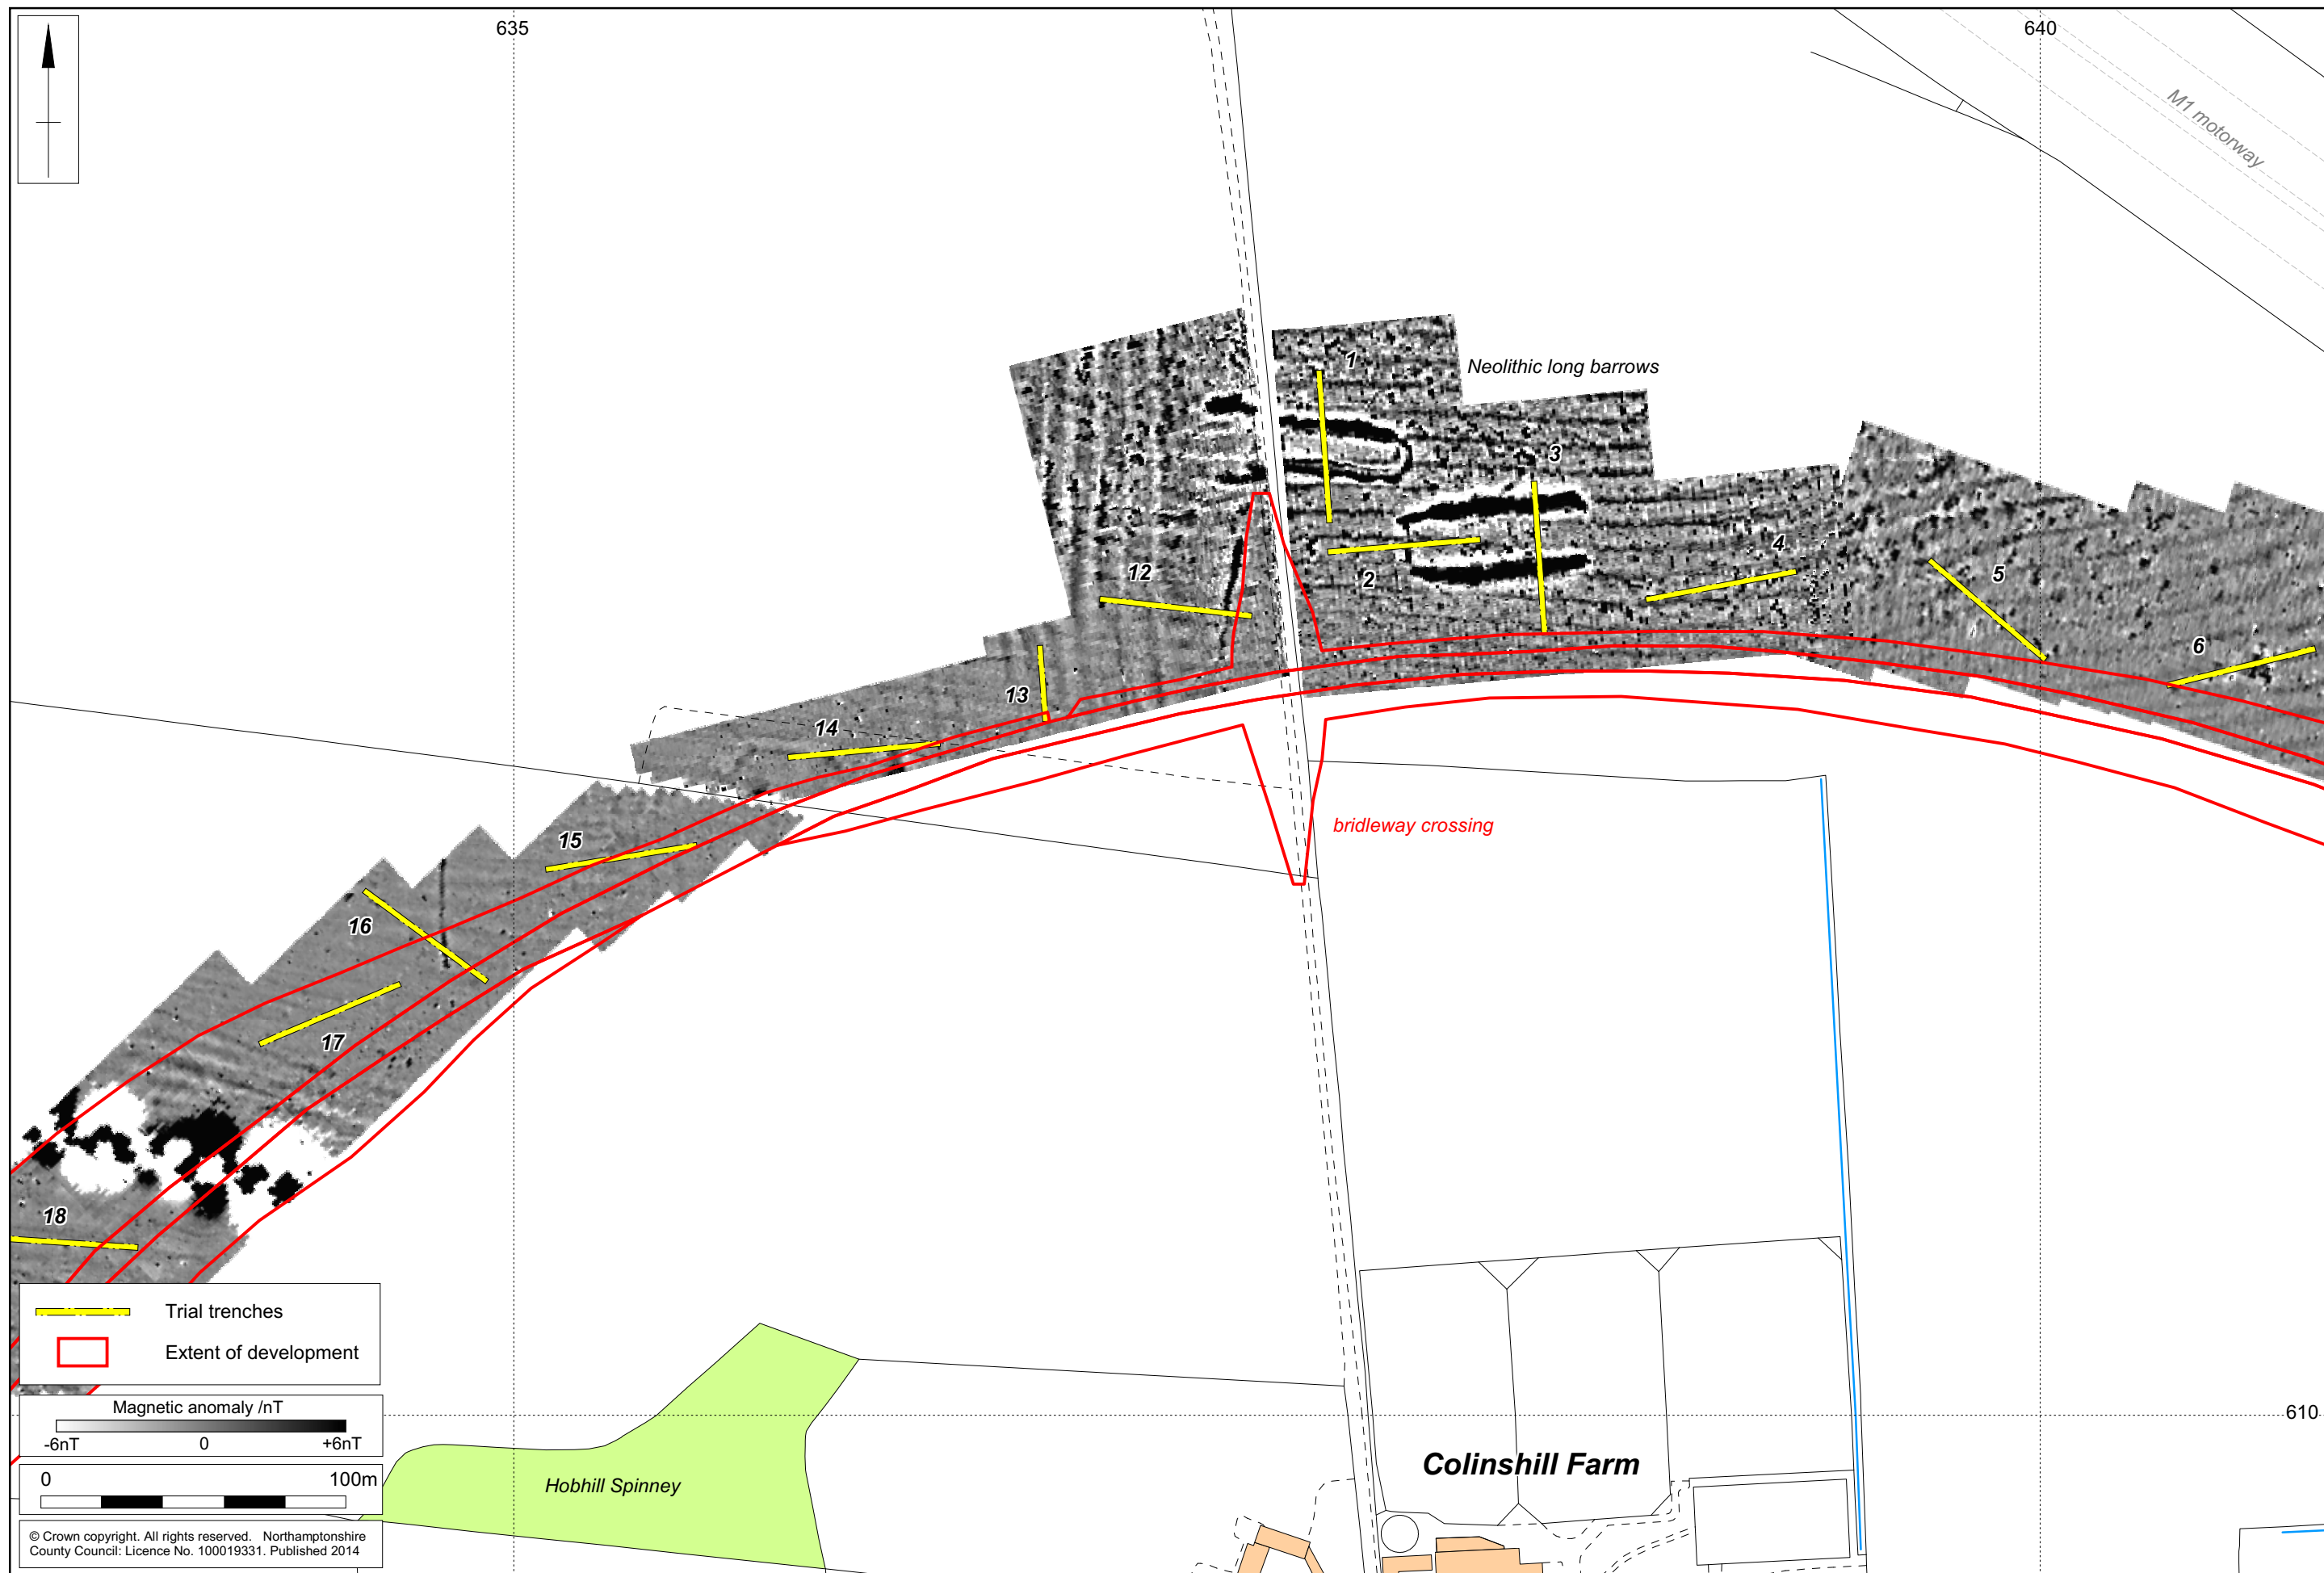 635
640
M1 motorway
1
Neolithic long barrows
3
4
12
5
2
6
13
14
bridleway crossing
15
16
17
18
Trial trenches
Extent of development
Magnetic anomaly /nT
-6nT 0 +6nT
610
0 100m
Colinshill Farm
Hobhill Spinney
© Crown copyright. All rights reserved. Northamptonshire
County Council: Licence No. 100019331. Published 2014